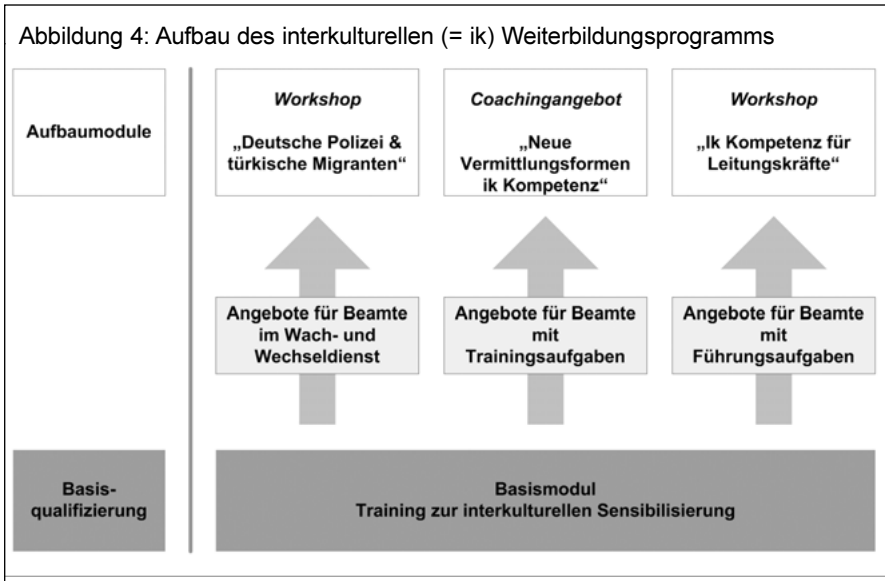 Abbildung 4: Aufbau des interkulturellen (= ik) Weiterbildungsprogramms
Aufbaumodule
Workshop
„Deutsche Polizei &
türkische Migranten“
Coachingangebot
„Neue
Vermittlungsformen
ik Kompetenz“
Workshop
„Ik Kompetenz für
Leitungskräfte“
Angebote für Beamte
im Wach- und
Wechseldienst
Angebote für Beamte
mit
Trainingsaufgaben
Angebote für Beamte
mit
Führungsaufgaben
Basis-
qualifizierung
Basismodul
Training zur interkulturellen Sensibilisierung